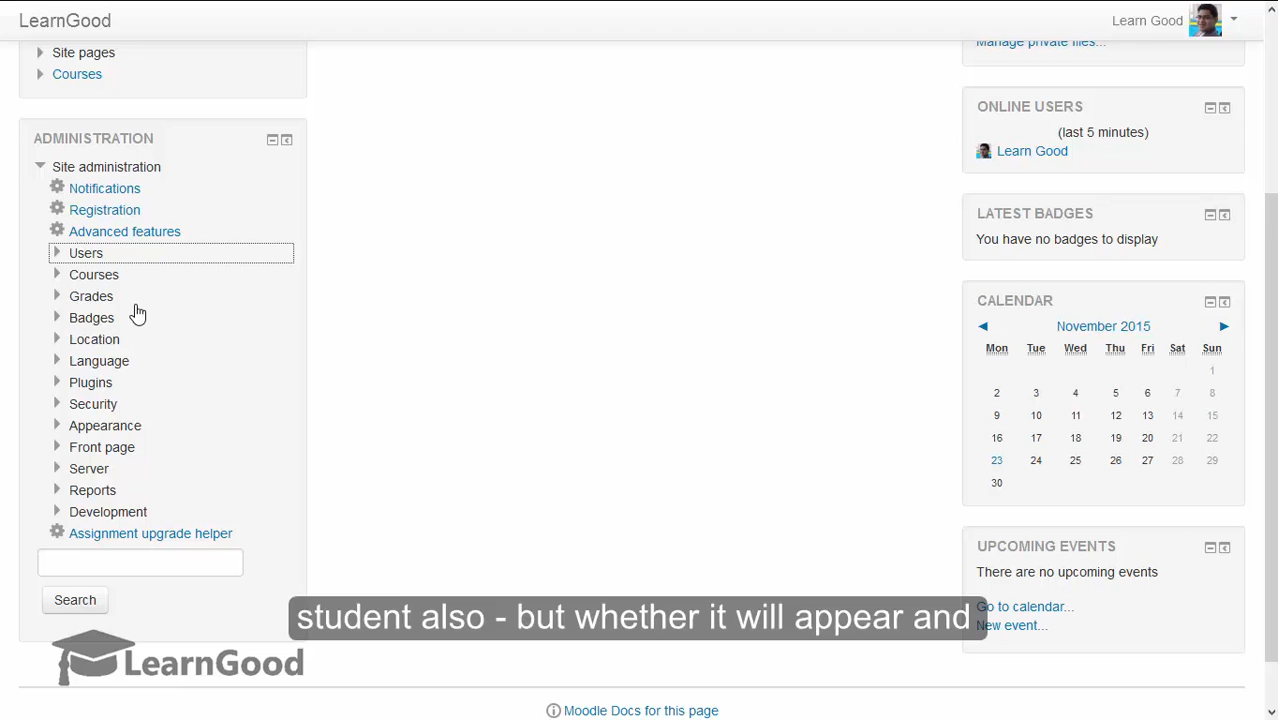 LearnGood
Learn Good
Site pages
Courses
ADMINISTRATION
Site administration
Notifications
Registration
Advanced features
Users
Courses
Grades
Badges
Location
Language
Plugins
Security
Appearance
Front page
Server
Reports
Development
Assignment upgrade helper
Search
Manage private files...
ONLINE USERS
(last 5 minutes)
Learn Good
LATEST BADGES
You have no badges to display
CALENDAR
◀ November 2015 ▶
Mon Tue Wed Thu Fri Sat Sun
1
2 3 4 5 6 7 8
9 10 11 12 13 14 15
16 17 18 19 20 21 22
23 24 25 26 27 28 29
30
UPCOMING EVENTS
There are no upcoming events
Go to calendar...
New event...
student also - but whether it will appear and
LearnGood
Moodle Docs for this page